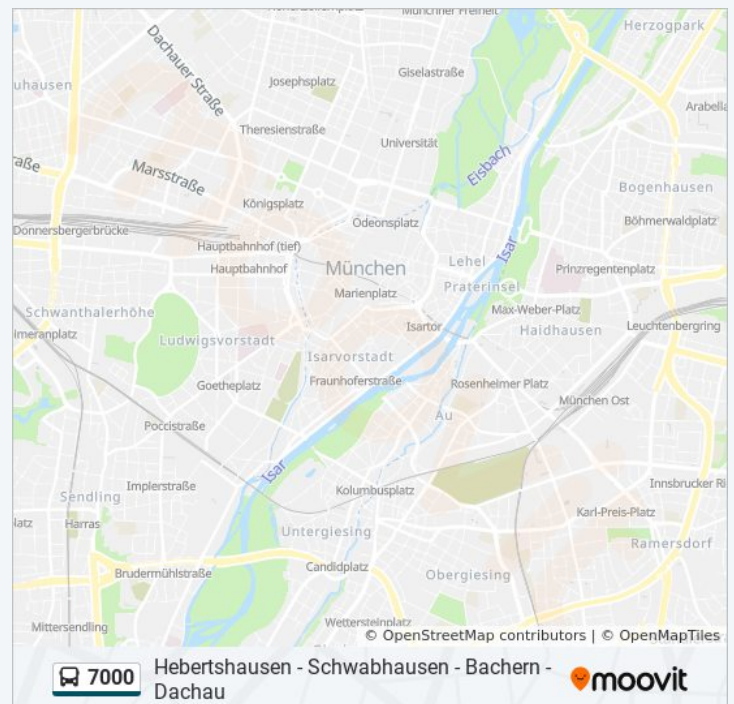 Münchner Freiheit
Herzogpark
Dachauer Straße
Giselastraße
uhausen
Josephsplatz
Arabella
Theresienstraße
Universität
Eisbach
aße
Marsstraße
Bogenhausen
Königsplatz
Odeonsplatz
Böhmerwaldplatz
Donnersbergerbrücke
Hauptbahnhof (tief)
Isar
Lehel
Hauptbahnhof
München
Prinzregentenplatz
Praterinsel
Marienplatz
Schwanthalerhöhe
Max-Weber-Platz
Isartor
Haidhausen
Leuchtenbergring
imeranplatz
Ludwigsvorstadt
Isarvorstadt
Goetheplatz
Fraunhoferstraße
Rosenheimer Platz
München Ost
Au
Poccistraße
Isar
Implerstraße
Kolumbusplatz
Innsbrucker Ri
Sendling
Karl-Preis-Platz
latz
Harras
Untergiesing
Ramersdorf
Candidplatz
Brudermühlstraße
Obergiesing
Mittersendling
Wettersteinplatz
© OpenStreetMap contributors | © OpenMapTiles
7000
Hebertshausen - Schwabhausen - Bachern -
Dachau
moovit